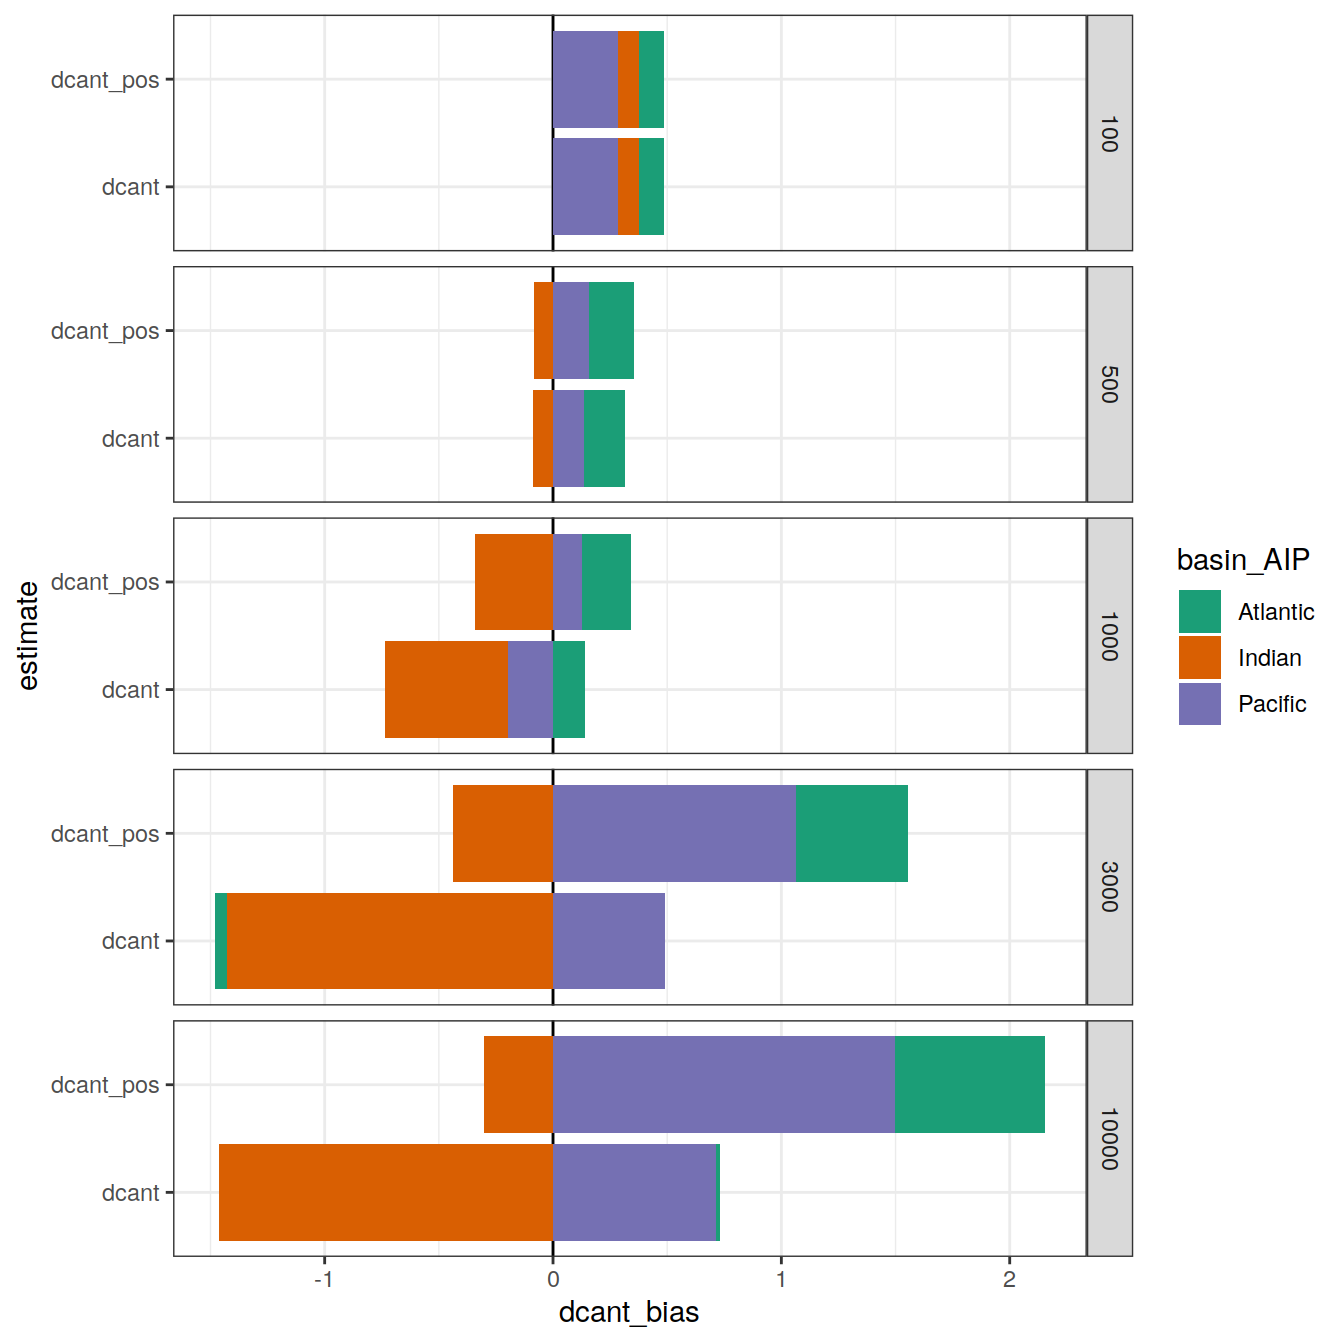 dcant_pos
dcant
100
dcant_pos
dcant
500
dcant_pos
dcant
1000
dcant_pos
dcant
3000
dcant_pos
dcant
10000
-1 0 1 2
dcant_bias
estimate
basin_AIP
Atlantic
Indian
Pacific